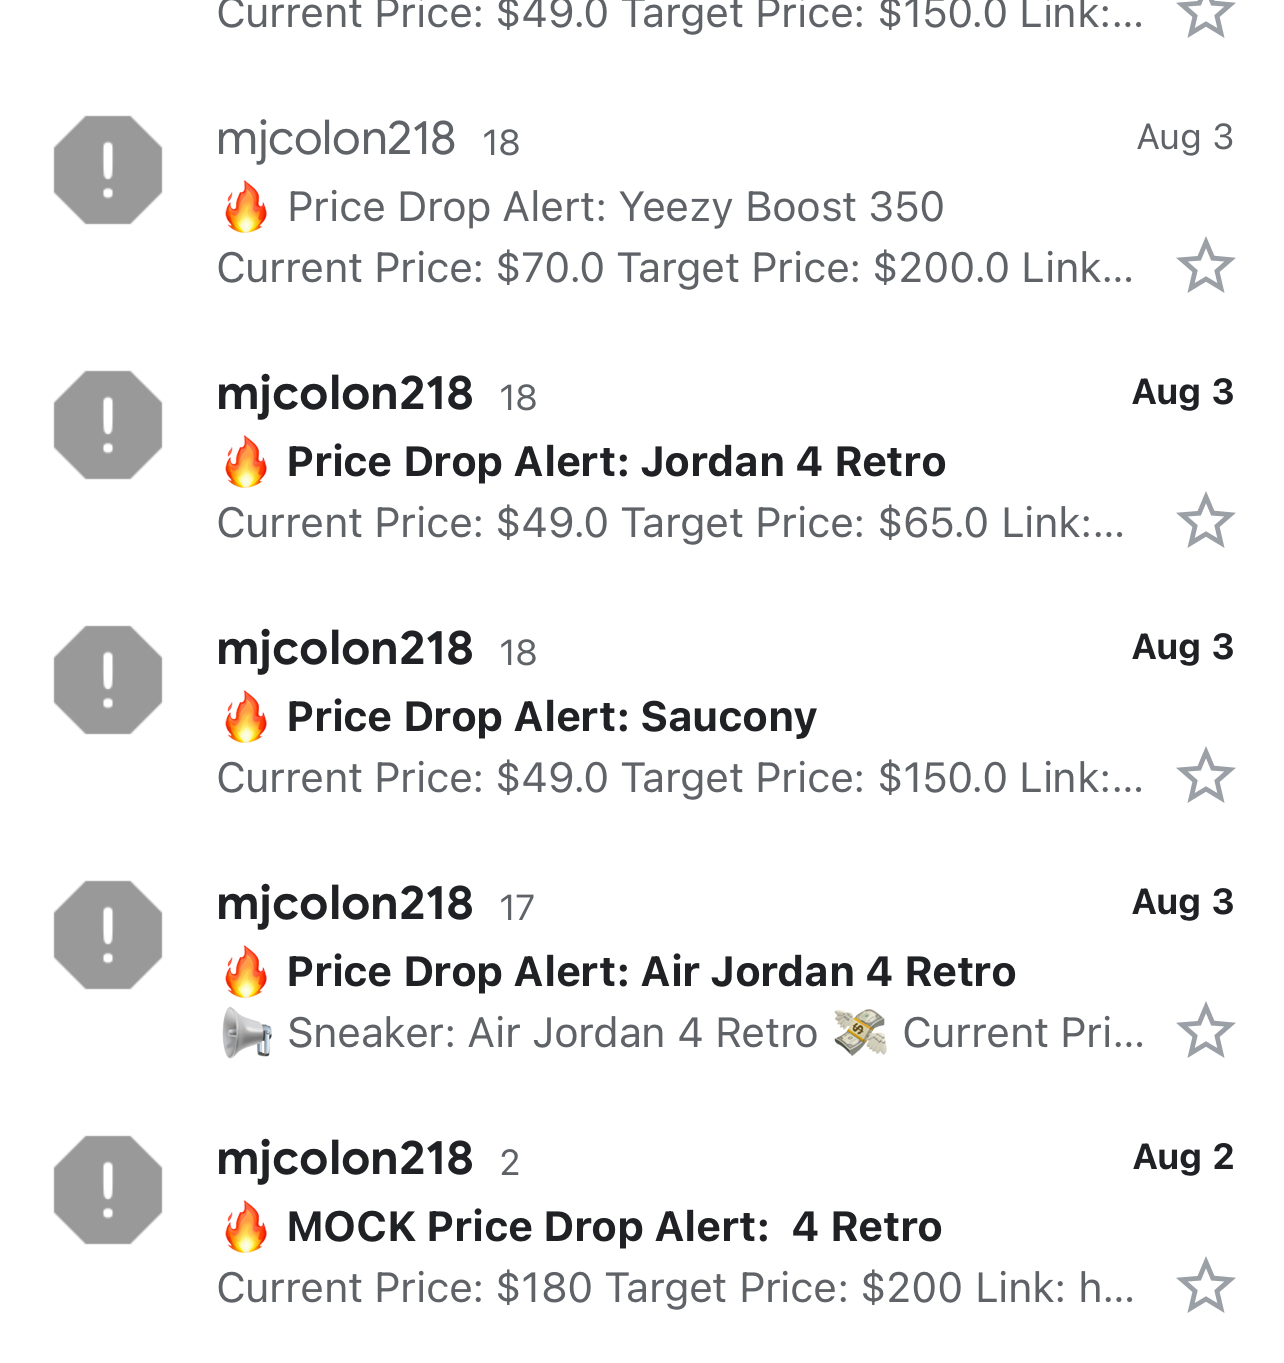 Current Price: $49.0 Target Price: $150.0 Link:...
mjcolon218 18 Aug 3
🔥 Price Drop Alert: Yeezy Boost 350
Current Price: $70.0 Target Price: $200.0 Link...
mjcolon218 18 Aug 3
🔥 Price Drop Alert: Jordan 4 Retro
Current Price: $49.0 Target Price: $65.0 Link:...
mjcolon218 18 Aug 3
🔥 Price Drop Alert: Saucony
Current Price: $49.0 Target Price: $150.0 Link:...
mjcolon218 17 Aug 3
🔥 Price Drop Alert: Air Jordan 4 Retro
📢 Sneaker: Air Jordan 4 Retro 💸 Current Pri...
mjcolon218 2 Aug 2
🔥 MOCK Price Drop Alert:  4 Retro
Current Price: $180 Target Price: $200 Link: h...